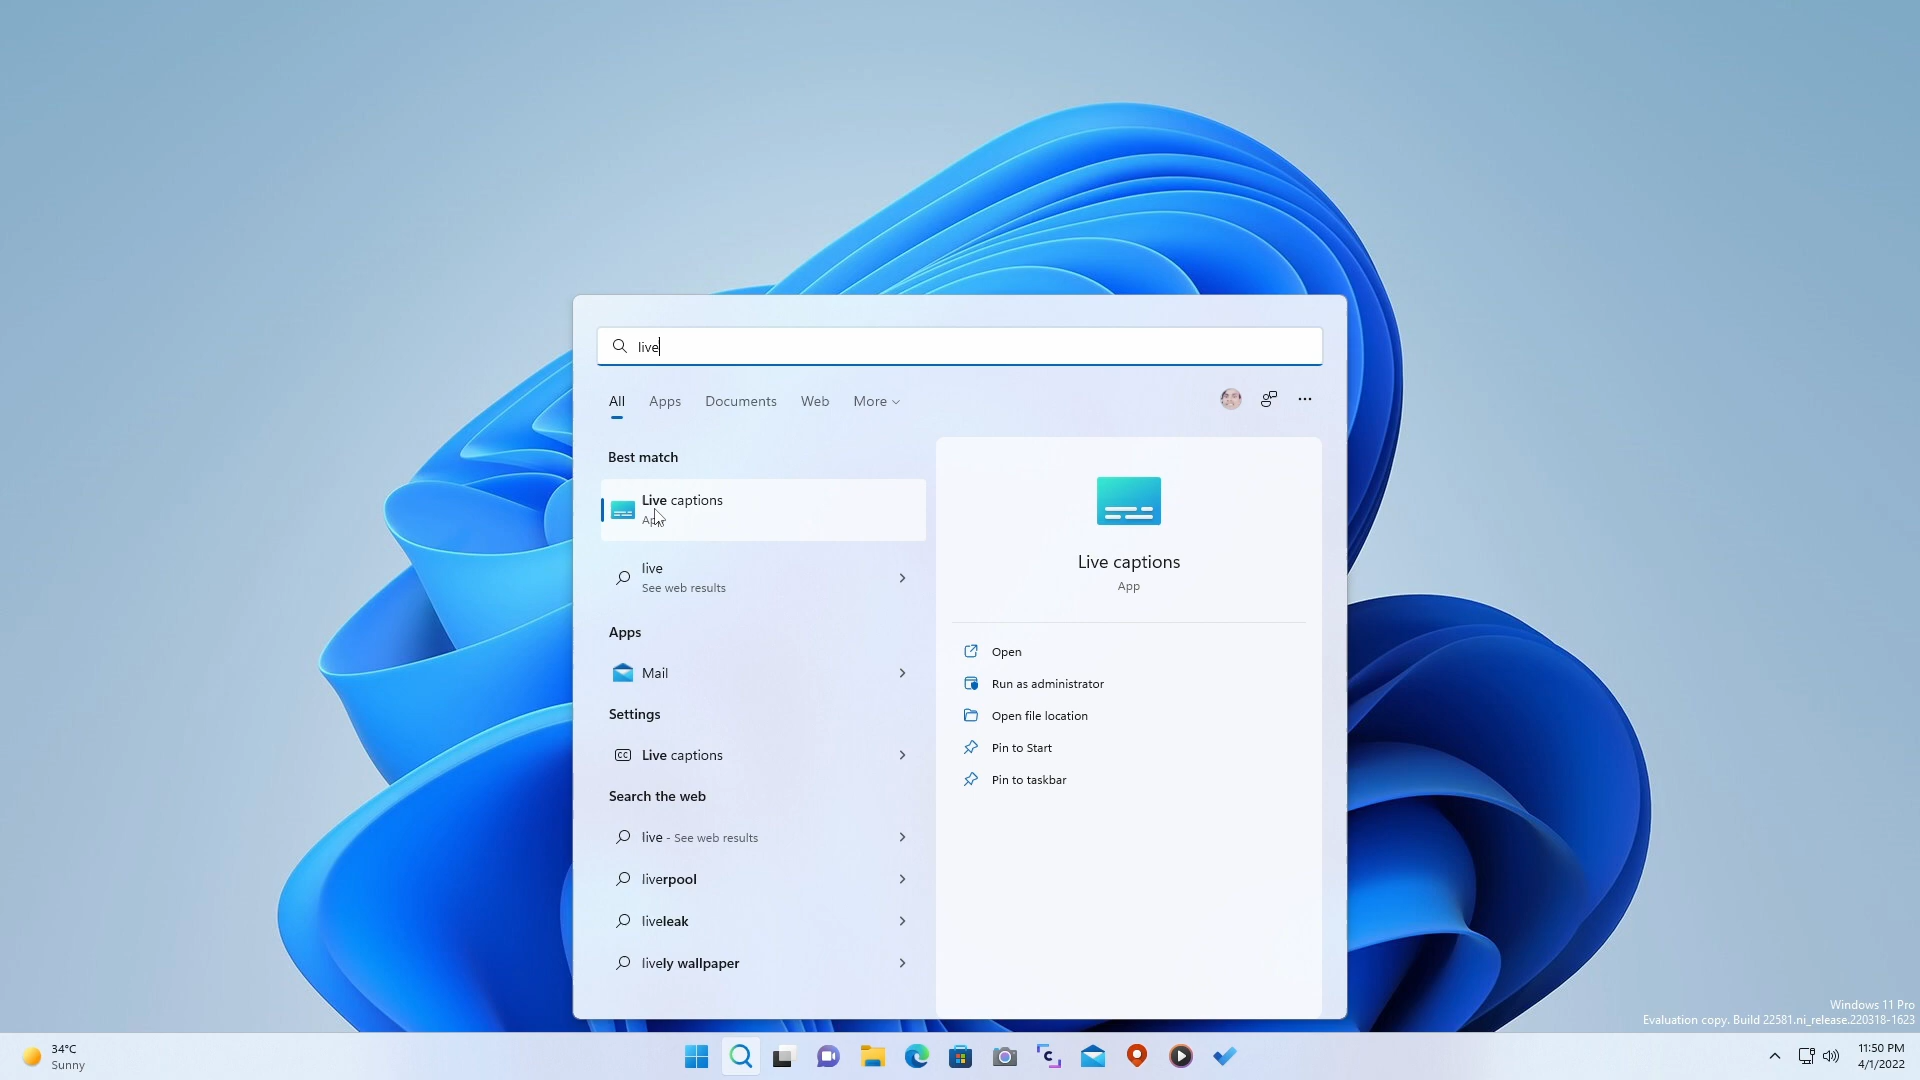 live
All Apps Documents Web More
Best match
Live captions
App
live
See web results
Apps
Mail
Settings
Live captions
Search the web
live - See web results
liverpool
liveleak
lively wallpaper
Live captions
App
Open
Run as administrator
Open file location
Pin to Start
Pin to taskbar
Windows 11 Pro
Evaluation copy. Build 22581.ni_release.220318-1623
34°C
Sunny
11:50 PM
4/1/2022